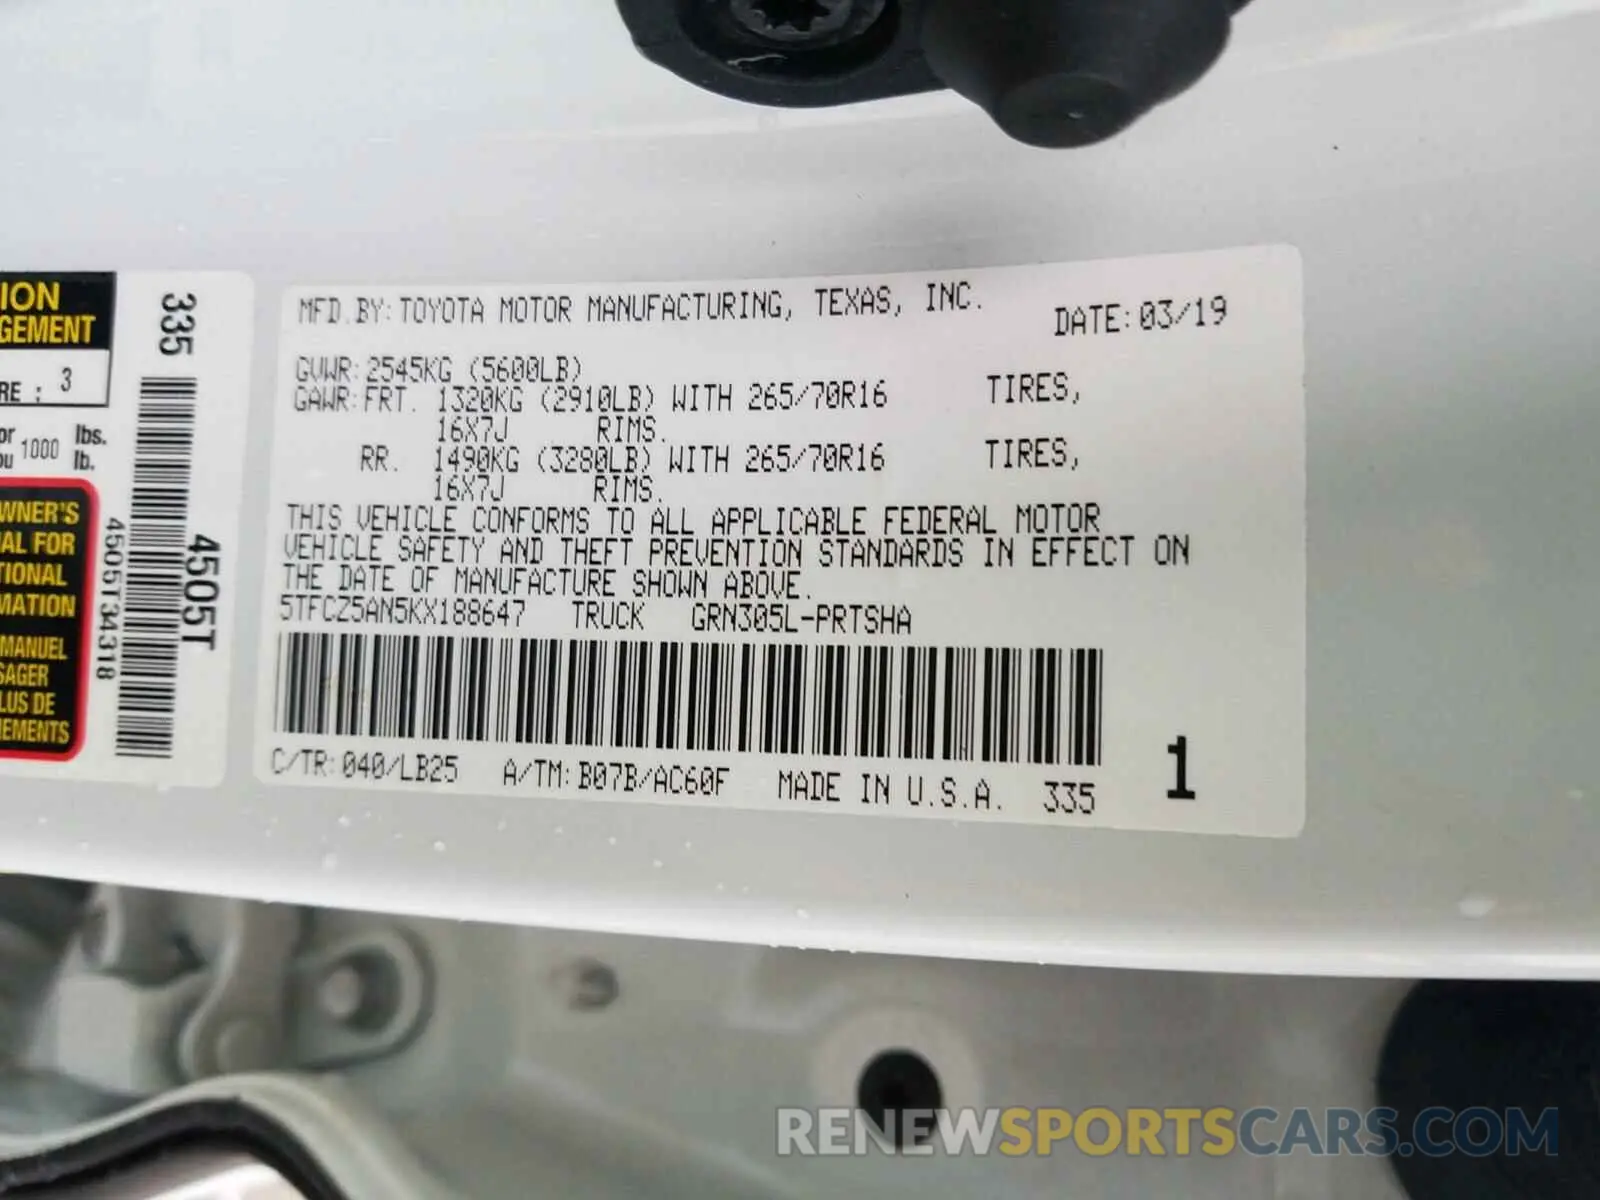 ION
GEMENT
RE : 3
or 1000 lbs.
ou lb.
WNER'S
AL FOR
TIONAL
MATION
MANUEL
SAGER
LUS DE
EMENTS
335
4505T
4505T34318
MFD.BY:TOYOTA MOTOR MANUFACTURING, TEXAS, INC. DATE:03/19
GVWR:2545KG (5600LB)
GAWR:FRT. 1320KG (2910LB) WITH 265/70R16 TIRES,
16X7J RIMS.
RR. 1490KG (3280LB) WITH 265/70R16 TIRES,
16X7J RIMS.
THIS VEHICLE CONFORMS TO ALL APPLICABLE FEDERAL MOTOR
VEHICLE SAFETY AND THEFT PREVENTION STANDARDS IN EFFECT ON
THE DATE OF MANUFACTURE SHOWN ABOVE.
5TFCZ5AN5KX188647 TRUCK GRN305L-PRTSHA
C/TR:040/LB25 A/TM:B07B/AC60F MADE IN U.S.A. 335 1
RENEWSPORTSCARS.COM